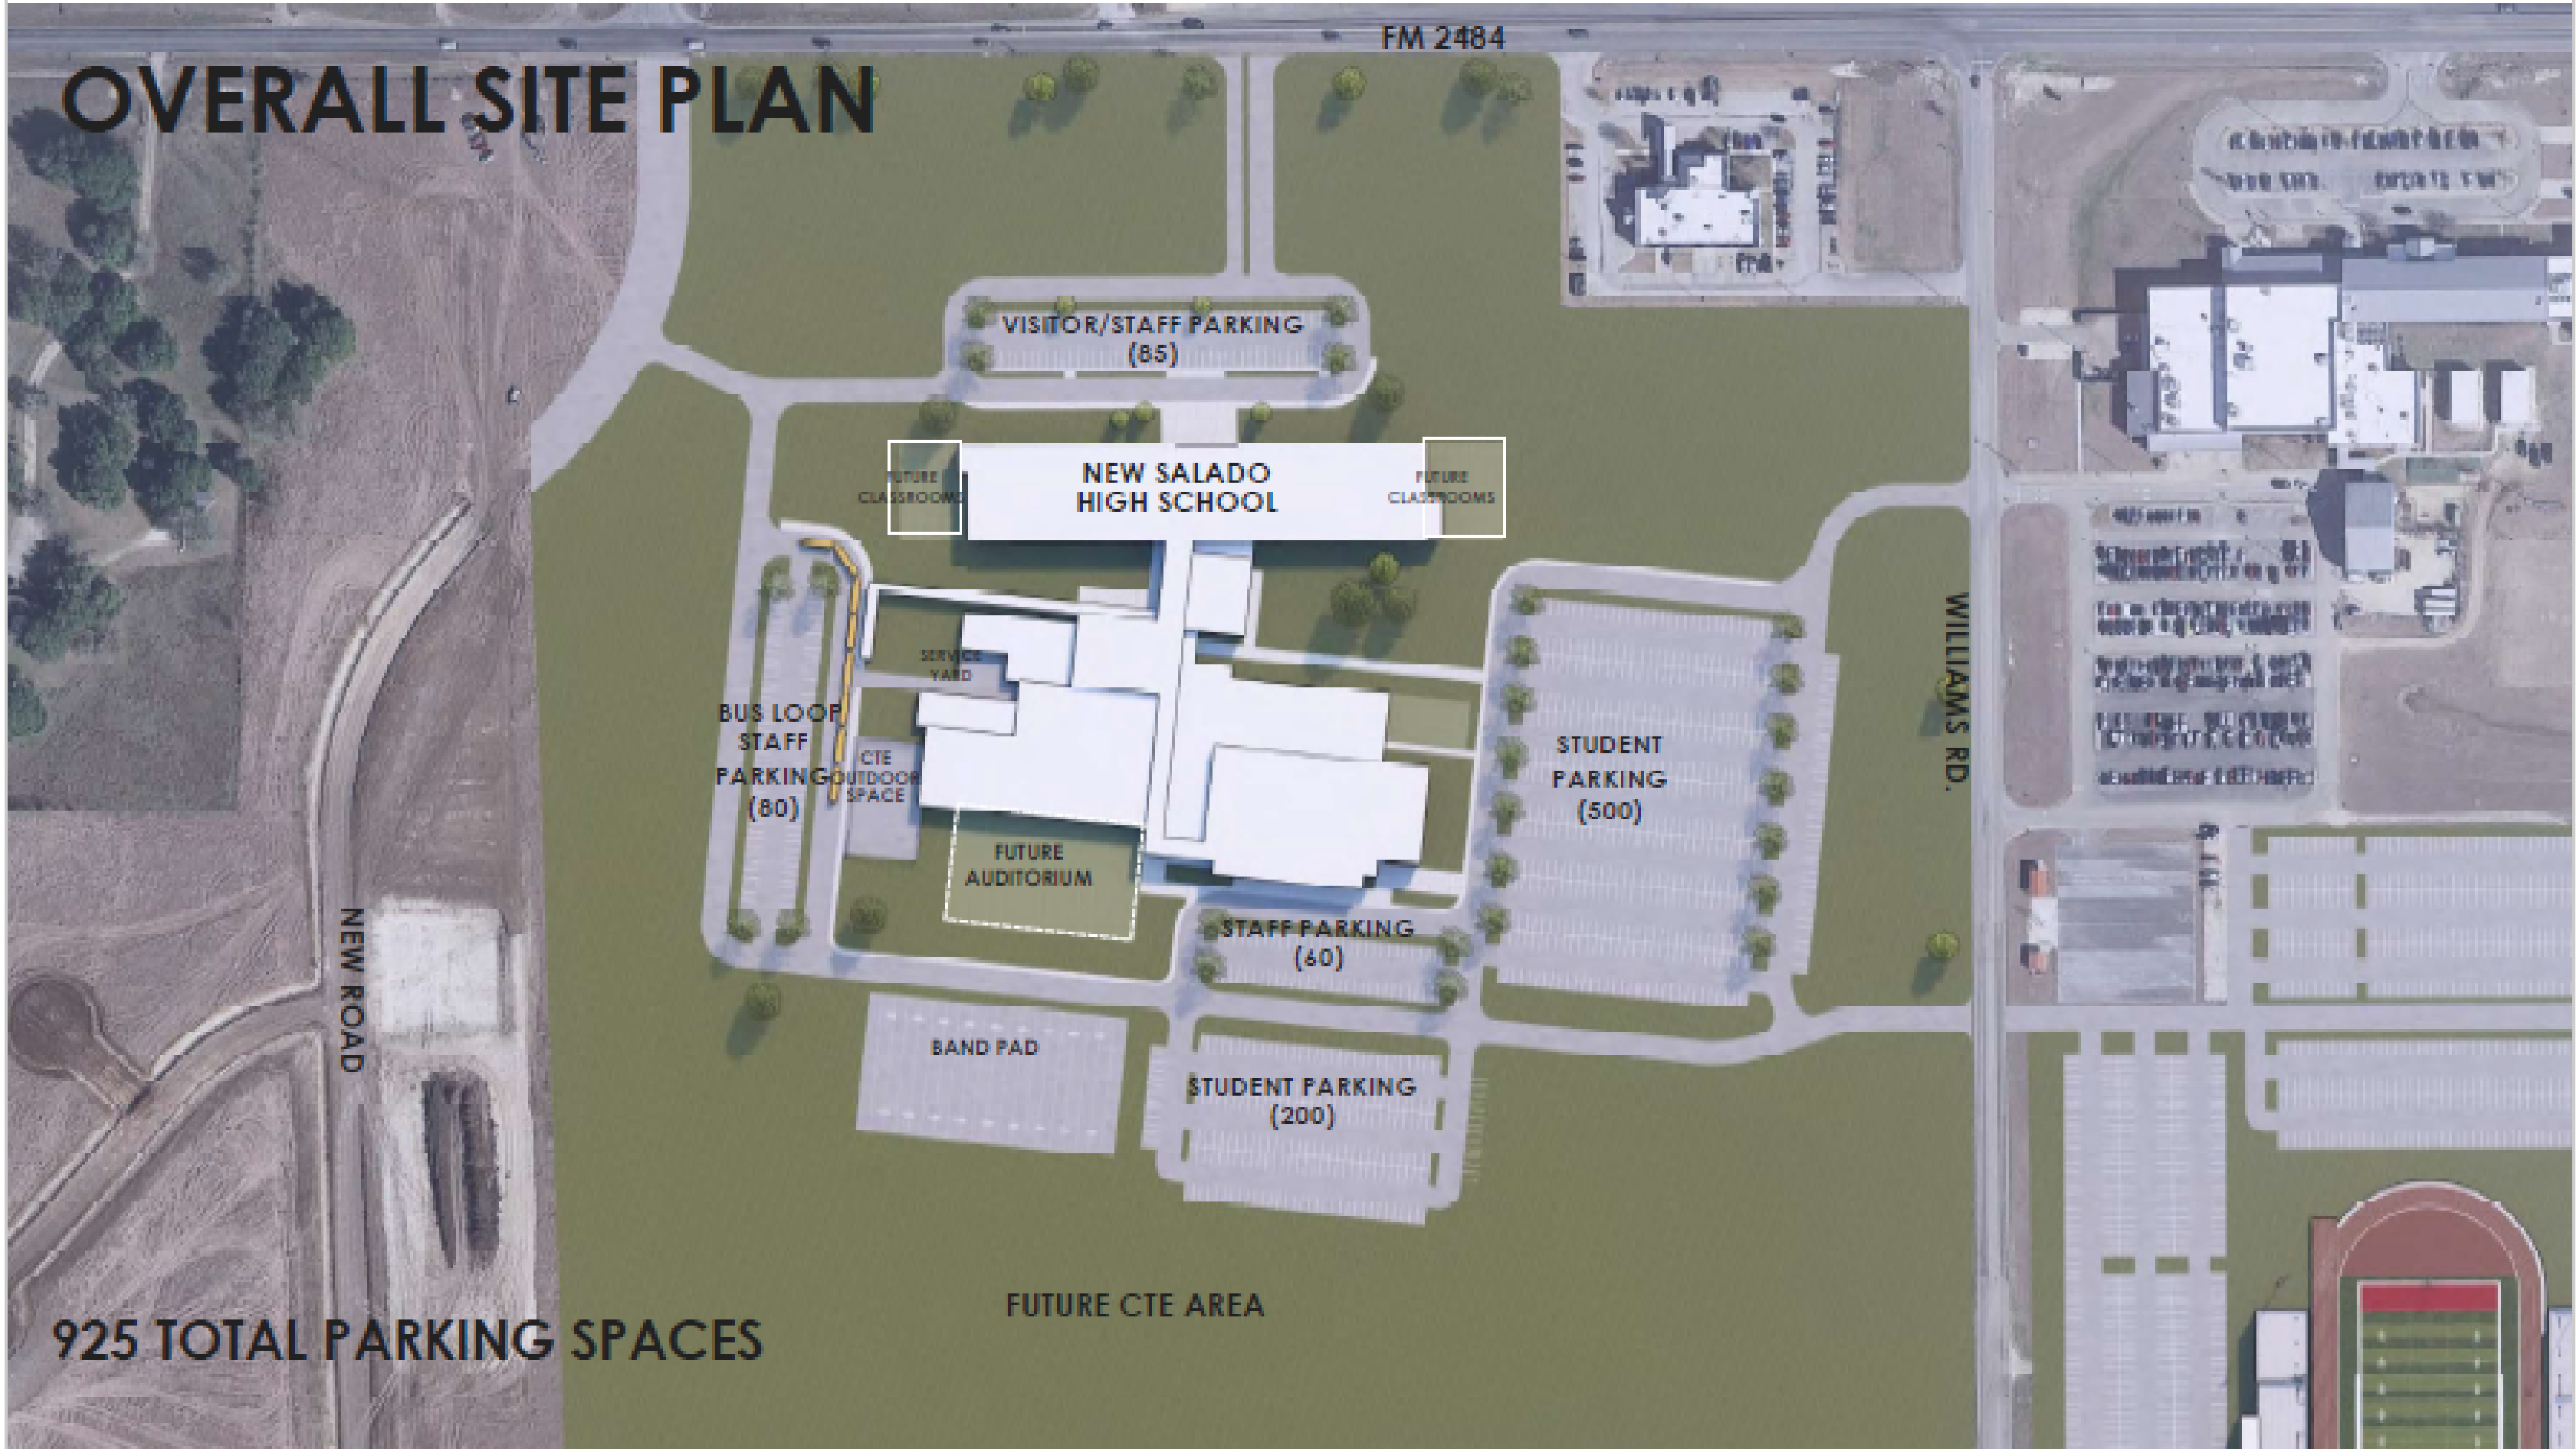 FM 2484
OVERALL SITE PLAN
VISITOR/STAFF PARKING
(85)
FUTURE
CLASSROOMS
NEW SALADO
HIGH SCHOOL
FUTURE
CLASSROOMS
SERVICE
YARD
BUS LOOP
STAFF
PARKING
(80)
CTE
OUTDOOR
SPACE
STUDENT
PARKING
(500)
WILLIAMS RD.
FUTURE
AUDITORIUM
STAFF PARKING
(60)
NEW ROAD
BAND PAD
STUDENT PARKING
(200)
FUTURE CTE AREA
925 TOTAL PARKING SPACES